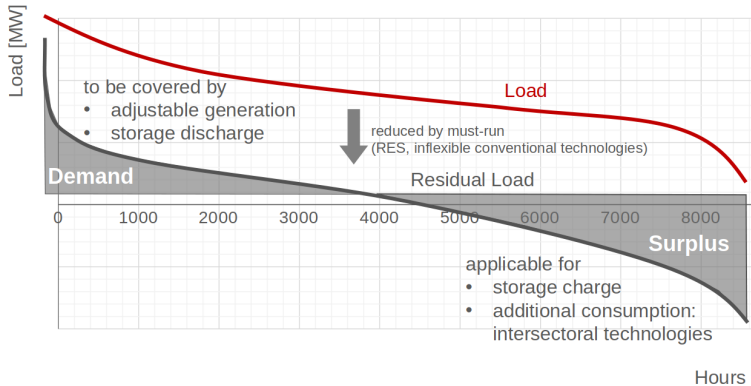 Load [MW]
to be covered by
• adjustable generation
• storage discharge
Load
reduced by must-run
(RES, inflexible conventional technologies)
Demand
Residual Load
0 1000 2000 3000 4000 5000 6000 7000 8000
Surplus
applicable for
• storage charge
• additional consumption:
intersectoral technologies
Hours